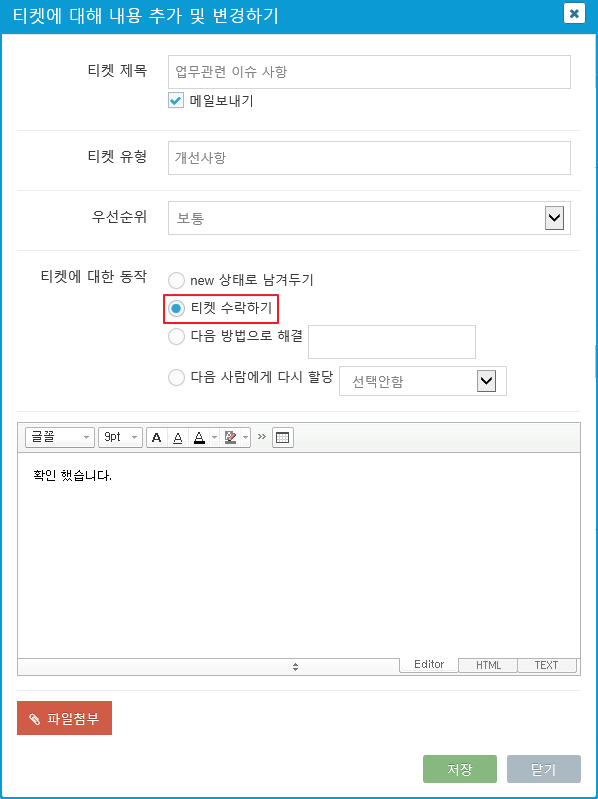 티켓에 대해 내용 추가 및 변경하기
티켓 제목
업무관련 이슈 사항
메일보내기
티켓 유형
개선사항
우선순위
보통
티켓에 대한 동작
new 상태로 남겨두기
티켓 수락하기
다음 방법으로 해결
다음 사람에게 다시 할당
선택안함
글꼴 9pt 가 가 가 »
확인 했습니다.
Editor HTML TEXT
파일첨부
저장 닫기